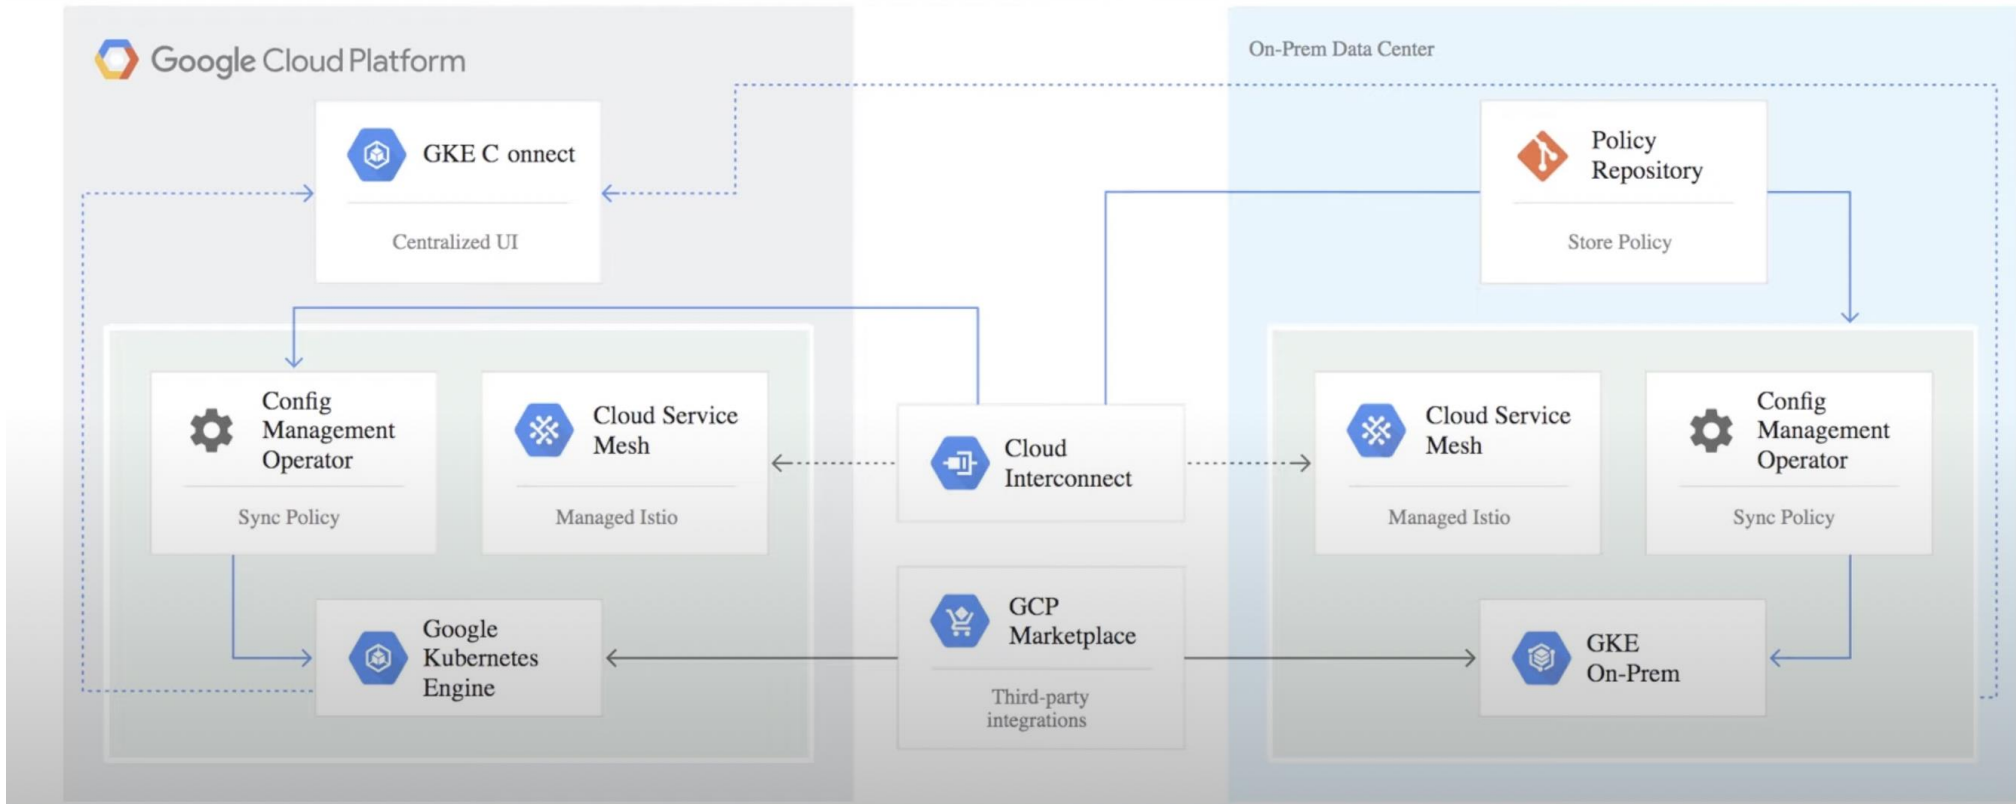 Google Cloud Platform
On-Prem Data Center
GKE C onnect
Centralized UI
Policy
Repository
Store Policy
Config
Management
Operator
Sync Policy
Cloud Service
Mesh
Managed Istio
Cloud
Interconnect
Cloud Service
Mesh
Managed Istio
Config
Management
Operator
Sync Policy
Google
Kubernetes
Engine
GCP
Marketplace
Third-party
integrations
GKE
On-Prem